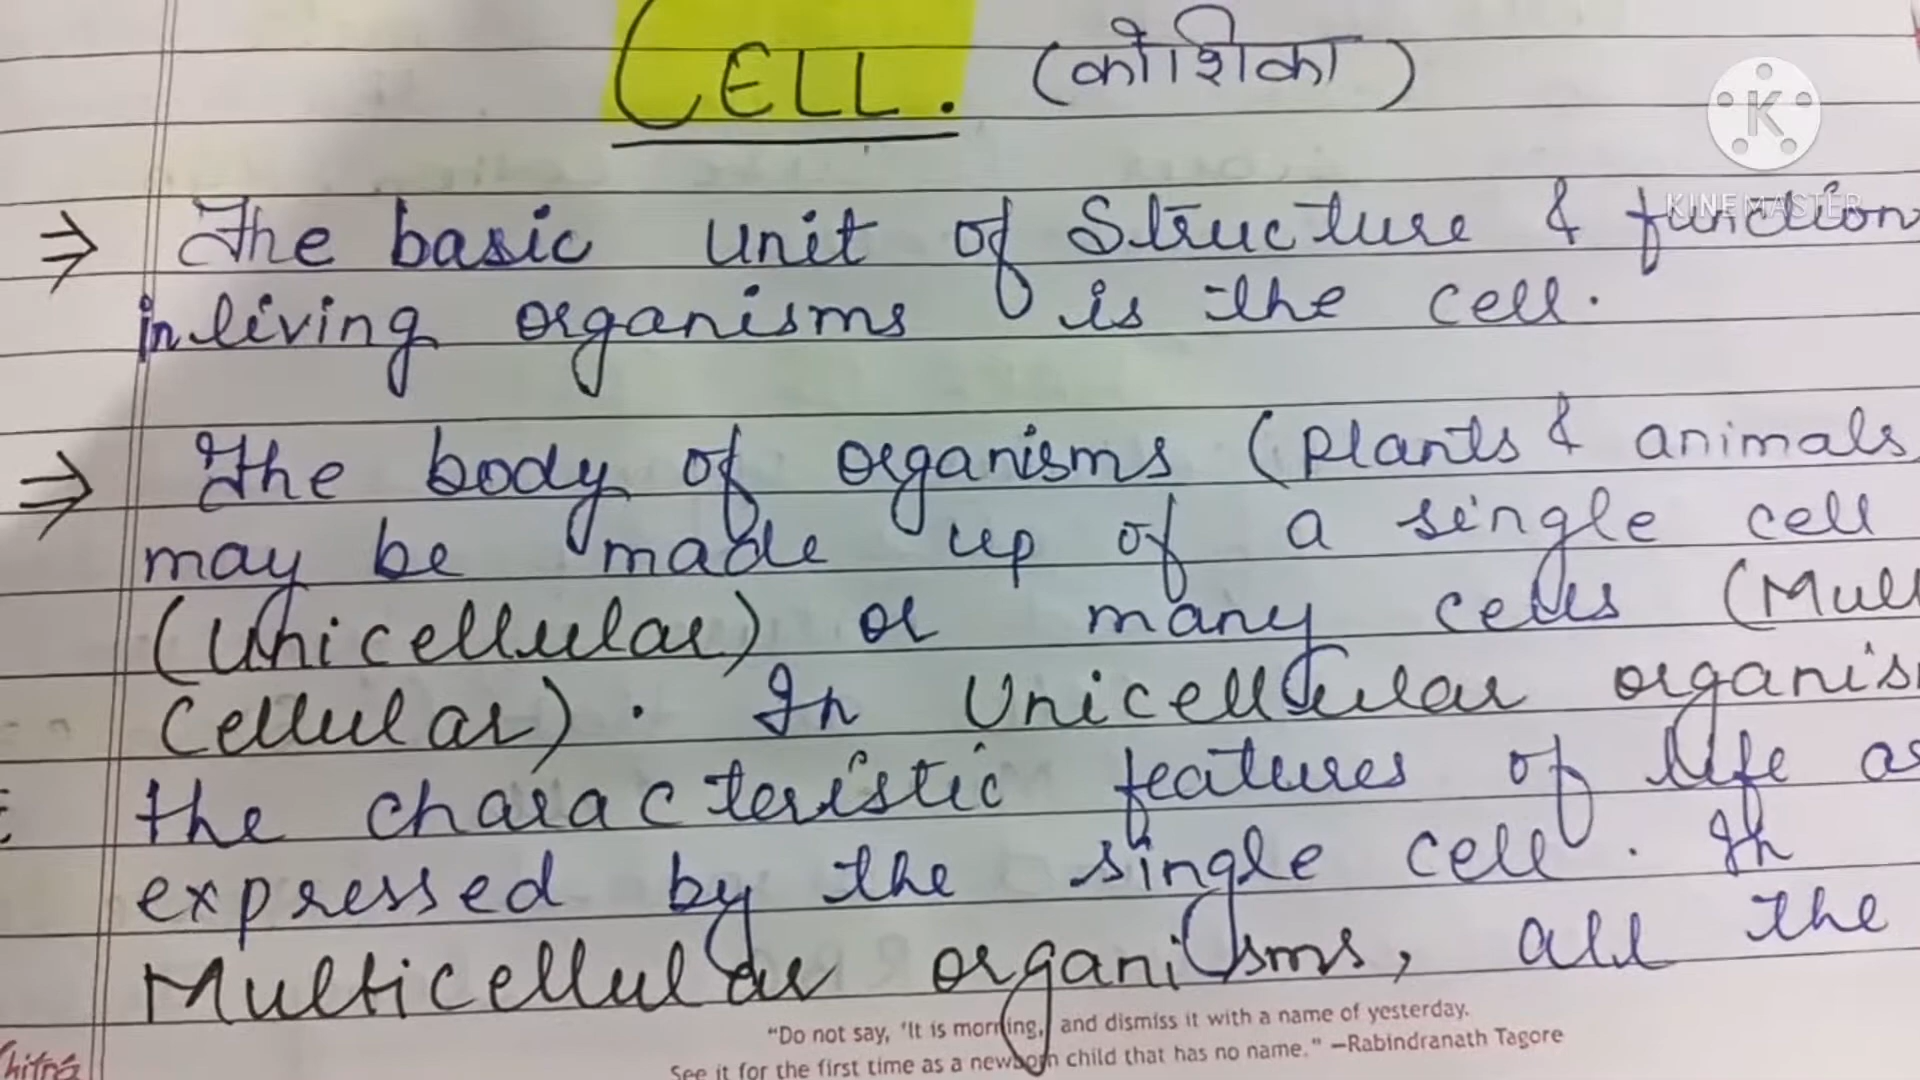 CELL. (कोशिका)
K
KINEMASTER
⇒ The basic unit of Structure & function
in living organisms is the cell.
⇒ The body of organisms (plants & animals
may be made up of a single cell
(Unicellular) or many cells (Mul
Cellular). In Unicellular organis
the characteristic features of life as
expressed by the single cell. In
Multicellular organisms, all the
"Do not say, 'It is morning,' and dismiss it with a name of yesterday.
See it for the first time as a newborn child that has no name." —Rabindranath Tagore